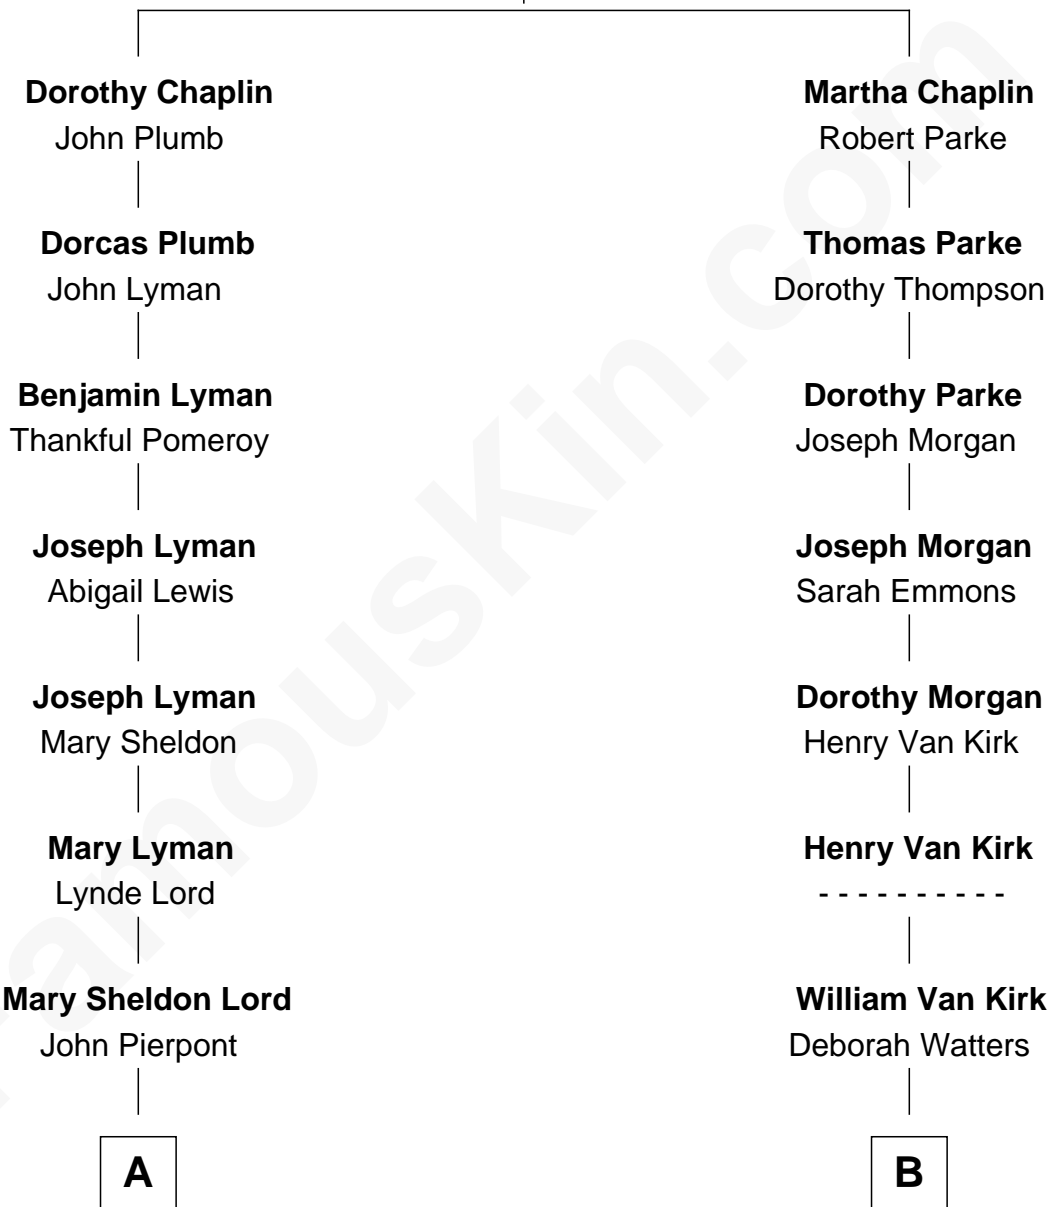 Dorothy Chaplin
John Plumb
Martha Chaplin
Robert Parke
Dorcas Plumb
John Lyman
Thomas Parke
Dorothy Thompson
Benjamin Lyman
Thankful Pomeroy
Dorothy Parke
Joseph Morgan
Joseph Lyman
Abigail Lewis
Joseph Morgan
Sarah Emmons
Joseph Lyman
Mary Sheldon
Dorothy Morgan
Henry Van Kirk
Mary Lyman
Lynde Lord
Henry Van Kirk
- - - - - - - - - -
Mary Sheldon Lord
John Pierpont
William Van Kirk
Deborah Watters
A
B
FamousKin.com